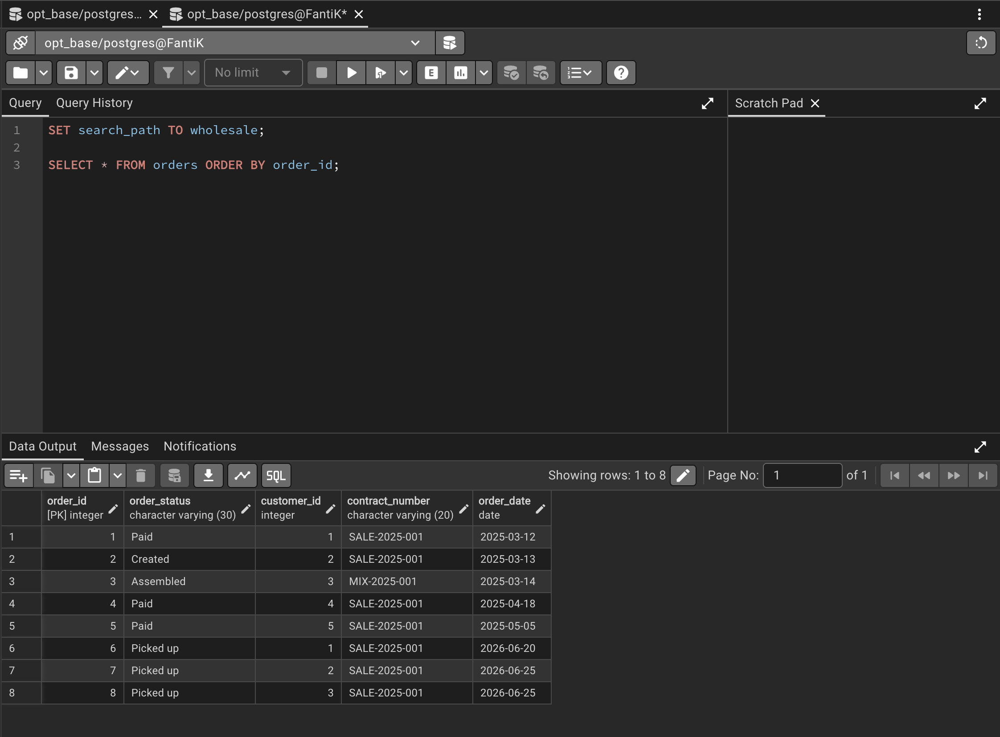 opt_base/postgres... opt_base/postgres@FantiK*
opt_base/postgres@FantiK
No limit E
Query Query History Scratch Pad
1 SET search_path TO wholesale;
2
3 SELECT * FROM orders ORDER BY order_id;
Data Output Messages Notifications
SQL Showing rows: 1 to 8 Page No: 1 of 1
order_id order_status customer_id contract_number order_date
[PK] integer character varying (30) integer character varying (20) date
1 1 Paid 1 SALE-2025-001 2025-03-12
2 2 Created 2 SALE-2025-001 2025-03-13
3 3 Assembled 3 MIX-2025-001 2025-03-14
4 4 Paid 4 SALE-2025-001 2025-04-18
5 5 Paid 5 SALE-2025-001 2025-05-05
6 6 Picked up 1 SALE-2025-001 2026-06-20
7 7 Picked up 2 SALE-2025-001 2026-06-25
8 8 Picked up 3 SALE-2025-001 2026-06-25